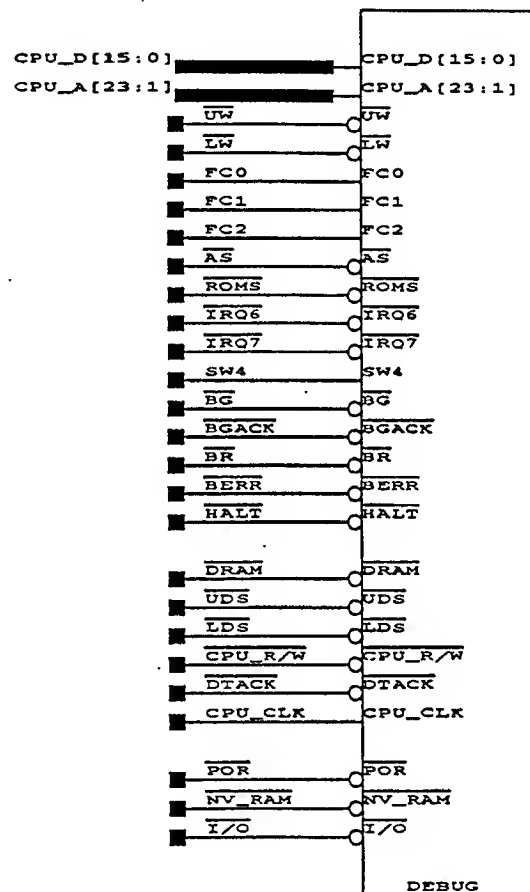 CPU_D[15:0] CPU_D[15:0]
CPU_A[23:1] CPU_A[23:1]
UW UW
LW LW
FC0 FC0
FC1 FC1
FC2 FC2
AS AS
ROMS ROMS
IRQ6 IRQ6
IRQ7 IRQ7
SW4 SW4
BG BG
BGACK BGACK
BR BR
BERR BERR
HALT HALT
DRAM DRAM
UDS UDS
LDS LDS
CPU_R/W CPU_R/W
DTACK DTACK
CPU_CLK CPU_CLK
POR POR
NV_RAM NV_RAM
I/O I/O
DEBUG